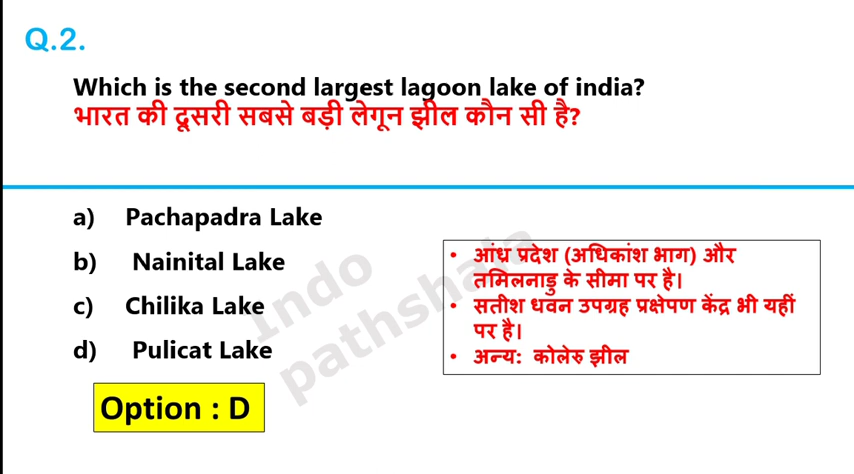 Q.2.
Which is the second largest lagoon lake of india?
भारत की दूसरी सबसे बड़ी लेगून झील कौन सी है?
a) Pachapadra Lake
b) Nainital Lake
c) Chilika Lake
d) Pulicat Lake
Option : D
• आंध्र प्रदेश (अधिकांश भाग) और
तमिलनाडु के सीमा पर है।
• सतीश धवन उपग्रह प्रक्षेपण केंद्र भी यहीं
पर है।
• अन्य: कोलेरु झील
Indo
pathshala